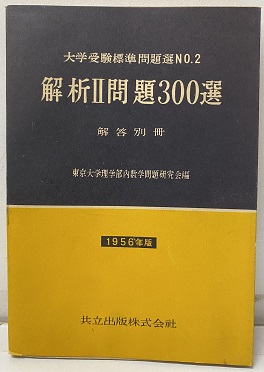 大学受験標準問題選NO.2
解析II問題300選
解答別冊
東京大学理学部内数学問題研究会編
1956年版
共立出版株式会社